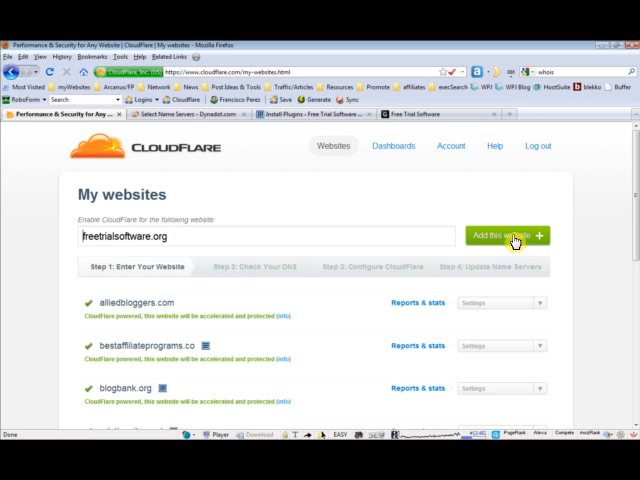 Performance & Security for Any Website | CloudFlare | My websites - Mozilla Firefox
File Edit View History Bookmarks Tools Help Related Links
CloudFlare, Inc. (US) https://www.cloudflare.com/my-websites.html whois
Most Visited myWebsites Arcanus/FP Network News Post Ideas & Tools Traffic/Articles Resources Promotion affiliates execSearch WPJ WPJ Blog HootSuite blekko Buffer It!
RoboForm Search Logins Cloudflare Francisco Perez Save Generate Sync
Performance & Security for Any ... Select Name Servers - Dynadot.com Install Plugins ‹ Free Trial Software ... Free Trial Software
CLOUDFLARE Websites Dashboards Account Help Log out
My websites
Enable CloudFlare for the following website:
freetrialsoftware.org Add this website +
Step 1: Enter Your Website Step 2: Check Your DNS Step 3: Configure CloudFlare Step 4: Update Name Servers
alliedbloggers.com Reports & stats Settings
CloudFlare powered, this website will be accelerated and protected (info)
bestaffiliateprograms.co Reports & stats Settings
CloudFlare powered, this website will be accelerated and protected (info)
blogbank.org Reports & stats Settings
CloudFlare powered, this website will be accelerated and protected (info)
Done Player Download T EASY PageRank Alexa Compete mozRank